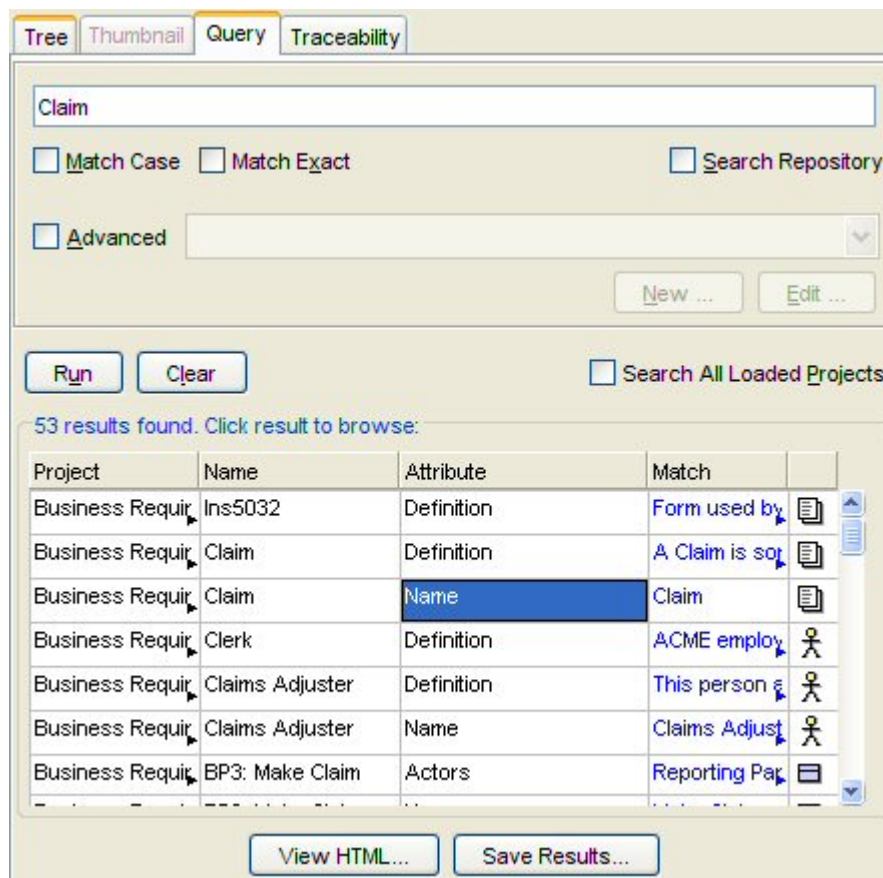 Tree Thumbnail Query Traceability
Claim
Match Case Match Exact Search Repository
Advanced
New ... Edit ...
Run Clear Search All Loaded Projects
53 results found. Click result to browse:
Project Name Attribute Match
Business Requir Ins5032 Definition Form used by
Business Requir Claim Definition A Claim is sor
Business Requir Claim Name Claim
Business Requir Clerk Definition ACME employ
Business Requir Claims Adjuster Definition This person a
Business Requir Claims Adjuster Name Claims Adjust
Business Requir BP3: Make Claim Actors Reporting Par
View HTML... Save Results...